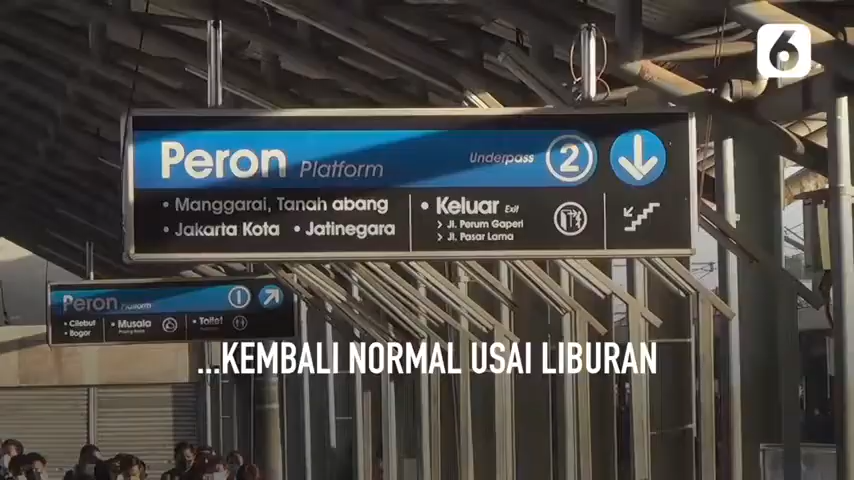 6
Peron Platform
Underpass 2
• Manggarai, Tanah abang
• Jakarta Kota • Jatinegara
• Keluar Exit
> Jl. Perum Gaperi
> Jl. Pasar Lama
Peron Platform 1
• Cilebut
• Bogor
• Musala
• Toilet
...KEMBALI NORMAL USAI LIBURAN